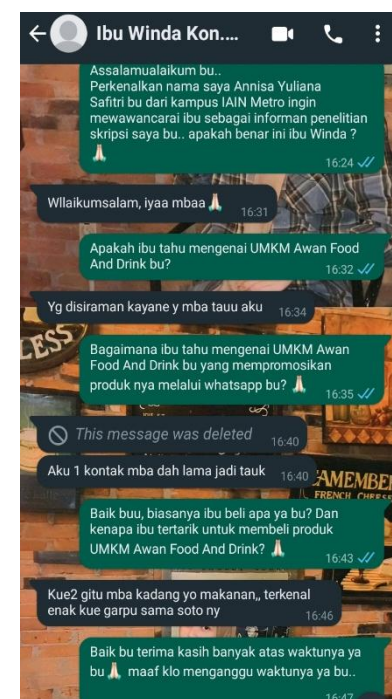 Ibu Winda Kon....
Assalamualaikum bu..
Perkenalkan nama saya Annisa Yuliana
Safitri bu dari kampus IAIN Metro ingin
mewawancarai ibu sebagai informan penelitian
skripsi saya bu.. apakah benar ini ibu Winda ?
🙏🏻
16:24
Wllaikumsalam, iyaa mbaa 🙏🏻 16:31
Apakah ibu tahu mengenai UMKM Awan Food
And Drink bu?
16:32
Yg disiraman kayane y mba tauu aku 16:34
LESS
Bagaimana ibu tahu mengenai UMKM Awan
Food And Drink bu yang mempromosikan
produk nya melalui whatsapp bu? 🙏🏻
16:35
This message was deleted 16:40
Aku 1 kontak mba dah lama jadi tauk 16:40
CAMEMBE
FRENCH CHEESE
Baik buu, biasanya ibu beli apa ya bu? Dan
kenapa ibu tertarik untuk membeli produk
UMKM Awan Food And Drink? 🙏🏻
16:43
Kue2 gitu mba kadang yo makanan,, terkenal
enak kue garpu sama soto ny
16:46
Baik bu terima kasih banyak atas waktunya ya
bu 🙏🏻 maaf klo menganggu waktunya ya bu..
16:47